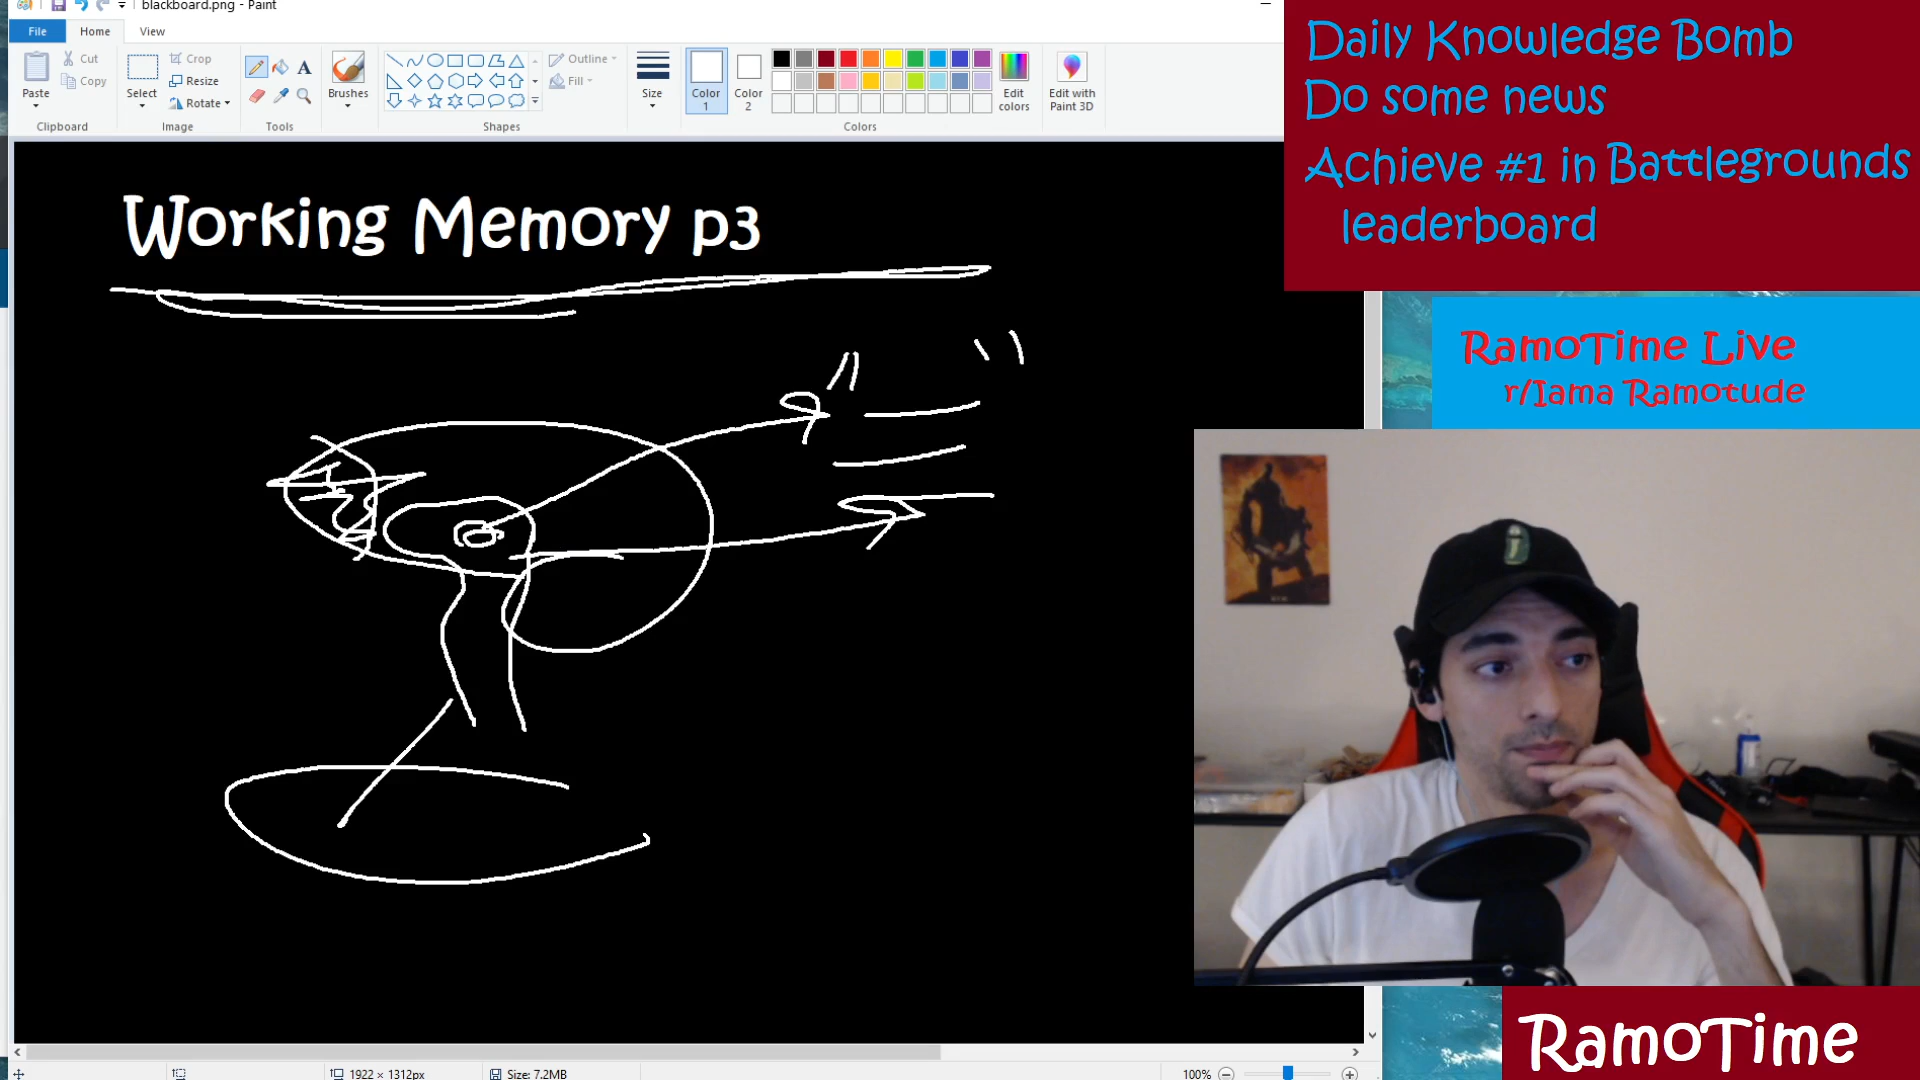 blackboard.png - Paint
File Home View
Paste
Cut
Copy
Clipboard
Select
Crop
Resize
Rotate
Image
A
Tools
Brushes
Outline
Fill
Shapes
Size
Color 1
Color 2
Edit colors
Colors
Edit with Paint 3D
Daily Knowledge Bomb
Do some news
Achieve #1 in Battlegrounds
leaderboard
Working Memory p3
RamoTime Live
r/Iama Ramotude
RamoTime
1922 × 1312px
Size: 7.2MB
100%